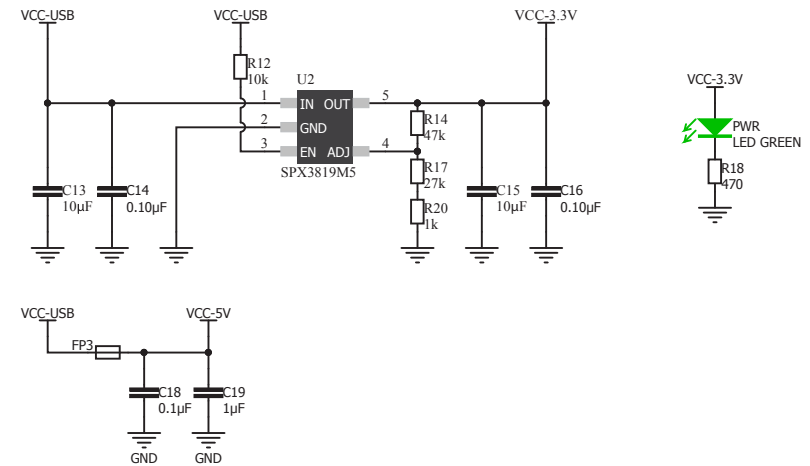 VCC-USB
VCC-USB
VCC-3.3V
R12
10k
U2
1
IN OUT
5
2
GND
3
EN ADJ
4
SPX3819M5
R14
47k
R17
27k
R20
1k
C13
10µF
C14
0.10µF
C15
10µF
C16
0.10µF
VCC-3.3V
PWR
LED GREEN
R18
470
VCC-USB
VCC-5V
FP3
C18
0.1µF
C19
1µF
GND
GND